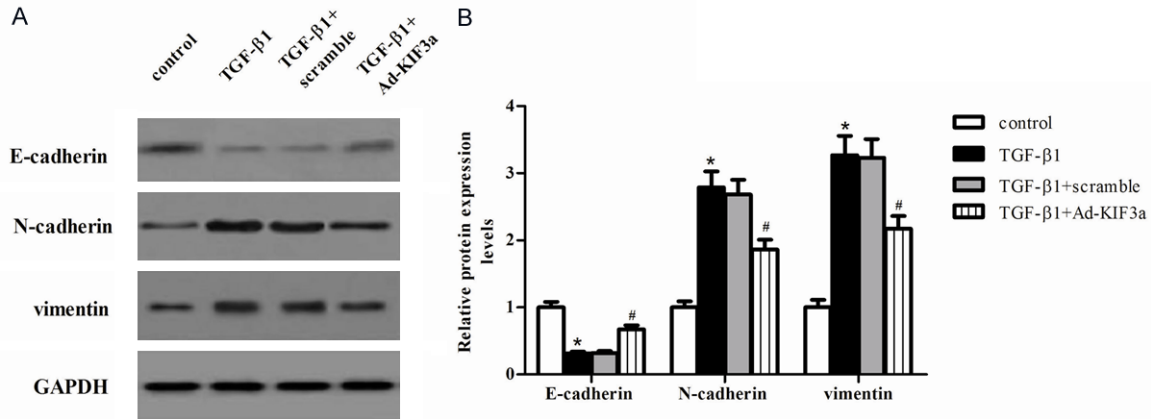 A
control
TGF-β1
TGF-β1+
scramble
TGF-β1+
Ad-KIF3a
E-cadherin
N-cadherin
vimentin
GAPDH
B
Relative protein expression
levels
4
3
2
1
0
*
#
*
#
*
#
E-cadherin
N-cadherin
vimentin
control
TGF-β1
TGF-β1+scramble
TGF-β1+Ad-KIF3a